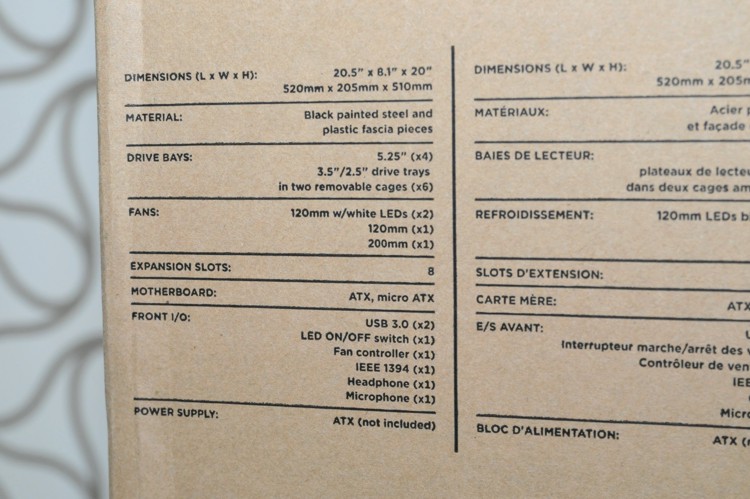 DIMENSIONS (L x W x H): 20.5" x 8.1" x 20"
520mm x 205mm x 510mm
MATERIAL: Black painted steel and
plastic fascia pieces
DRIVE BAYS: 5.25" (x4)
3.5"/2.5" drive trays
in two removable cages (x6)
FANS: 120mm w/white LEDs (x2)
120mm (x1)
200mm (x1)
EXPANSION SLOTS: 8
MOTHERBOARD: ATX, micro ATX
FRONT I/O: USB 3.0 (x2)
LED ON/OFF switch (x1)
Fan controller (x1)
IEEE 1394 (x1)
Headphone (x1)
Microphone (x1)
POWER SUPPLY: ATX (not included)
DIMENSIONS (L x W x H): 20.5"
520mm x 205m
MATÉRIAUX: Acier
et façade
BAIES DE LECTEUR:
plateaux de lecteu
dans deux cages am
REFROIDISSEMENT: 120mm LEDs b
SLOTS D'EXTENSION:
CARTE MÈRE: ATX
E/S AVANT:
Interrupteur marche/arrêt des
Contrôleur de ven
IEE
Micro
BLOC D'ALIMENTATION: ATX